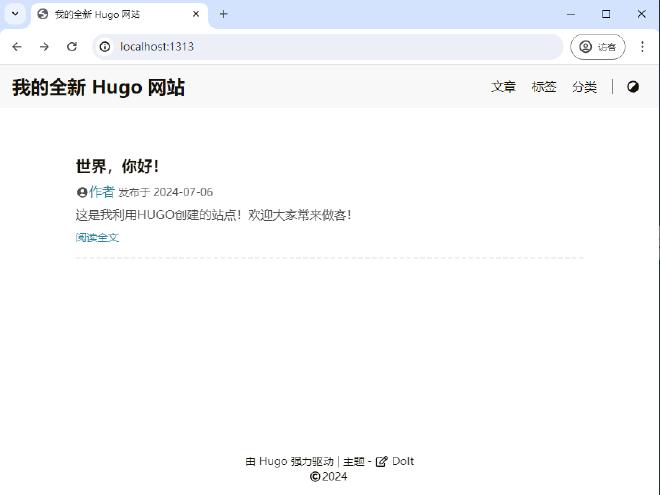 我的全新 Hugo 网站
localhost:1313
访客
我的全新 Hugo 网站
文章 标签 分类
世界，你好！
作者 发布于 2024-07-06
这是我利用HUGO创建的站点！欢迎大家常来做客！
阅读全文
由 Hugo 强力驱动 | 主题 - DoIt
©2024